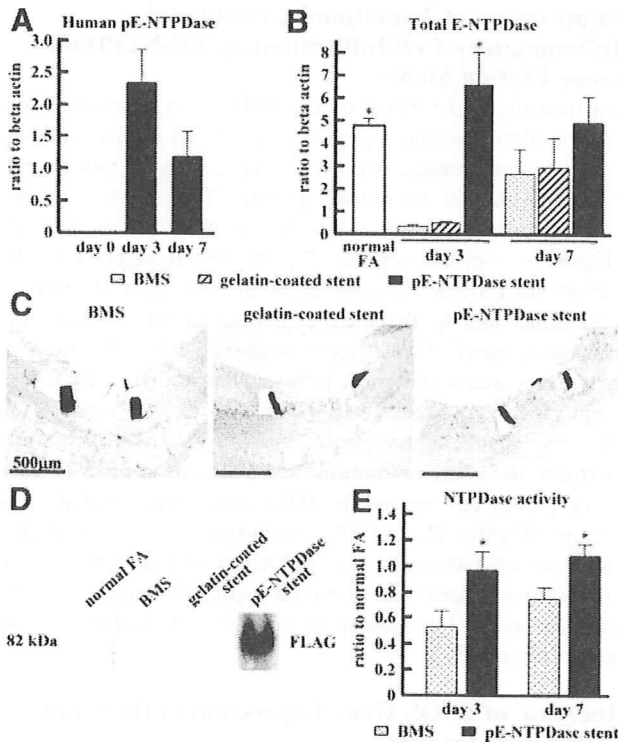 A Human pE-NTPDase
ratio to beta actin
3.0
2.5
2.0
1.5
1.0
0.5
0
day 0 day 3 day 7
B Total E-NTPDase
ratio to beta actin
9
8
7
6
5
4
3
2
1
0
*
*
normal FA
day 3
day 7
BMS gelatin-coated stent pE-NTPDase stent
C BMS gelatin-coated stent pE-NTPDase stent
500μm
D
normal FA
BMS
gelatin-coated stent
pE-NTPDase stent
82 kDa
FLAG
E NTPDase activity
ratio to normal FA
1.4
1.2
1.0
0.8
0.6
0.4
0.2
0
*
*
day 3 day 7
BMS pE-NTPDase stent